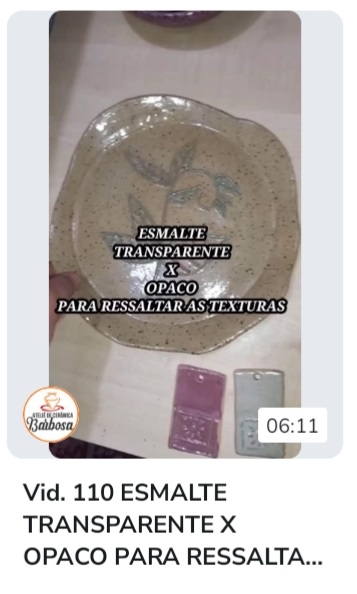 ESMALTE
TRANSPARENTE
X
OPACO
PARA RESSALTAR AS TEXTURAS
ATELIÊ DE CERÂMICA
Barbosa
06:11
Vid. 110 ESMALTE
TRANSPARENTE X
OPACO PARA RESSALTA...